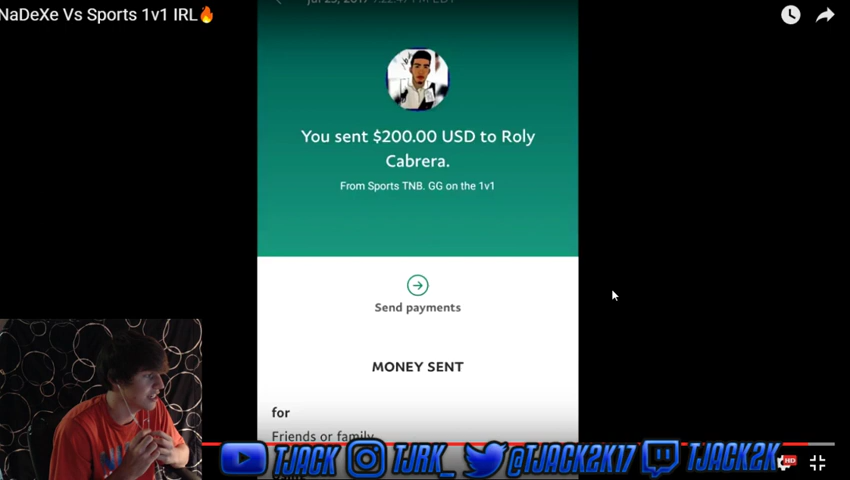 NaDeXe Vs Sports 1v1 IRL🔥
You sent $200.00 USD to Roly
Cabrera.
From Sports TNB. GG on the 1v1
Send payments
MONEY SENT
for
Friends or family
TJACK TJRK_ @TJACK2K17 TJACK2K
HD